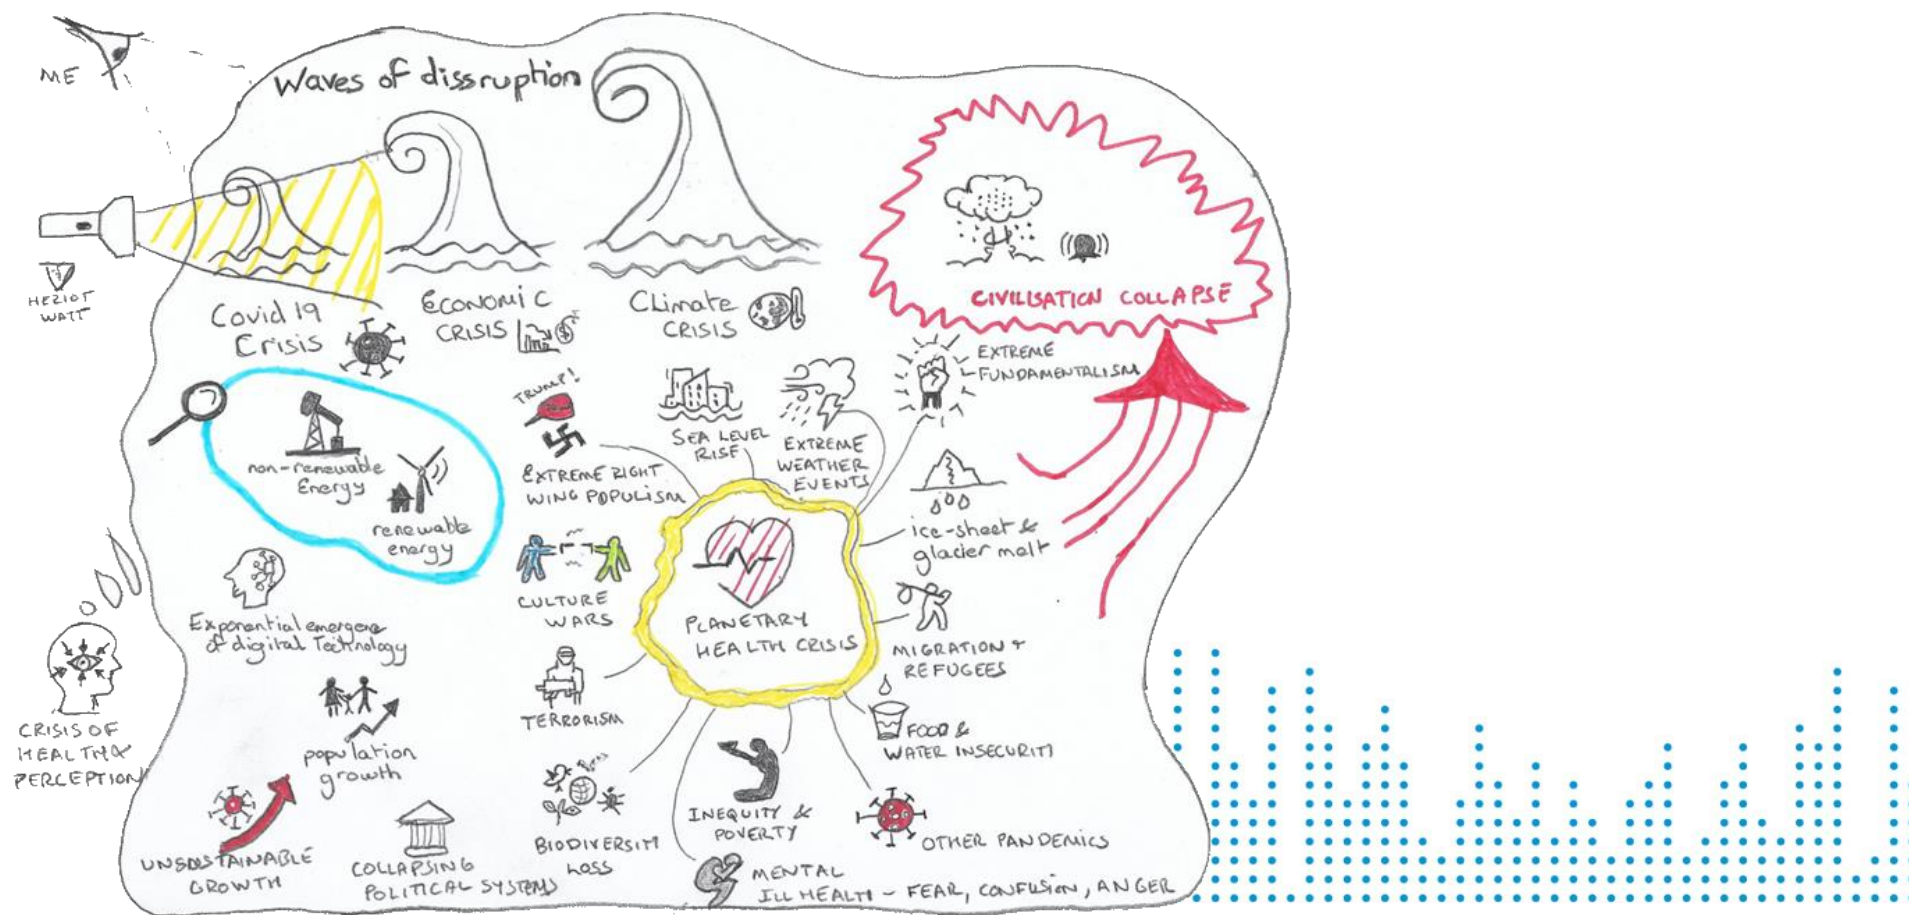 ME
Waves of dissruption
HERIOT
WATT
Covid 19
Crisis
ECONOMIC
CRISIS
Climate
CRISIS
CIVILISATION COLLAPSE
EXTREME
FUNDAMENTALISM
TRUMP!
EXTREME RIGHT
WING POPULISM
SEA LEVEL
RISE
EXTREME
WEATHER
EVENTS
non-renewable
Energy
renewable
energy
ice-sheet &
glacier melt
CULTURE
WARS
PLANETARY
HEALTH CRISIS
Exponential emergene
of digital Technology
MIGRATION &
REFUGEES
TERRORISM
CRISIS OF
HEALTH &
PERCEPTION
population
growth
FOOD &
WATER INSECURITY
INEQUITY &
POVERTY
BIODIVERSITY
LOSS
OTHER PANDEMICS
UNSUSTAINABLE
GROWTH
COLLAPSING
POLITICAL SYSTEMS
MENTAL
ILL HEALTH - FEAR, CONFUSION, ANGER